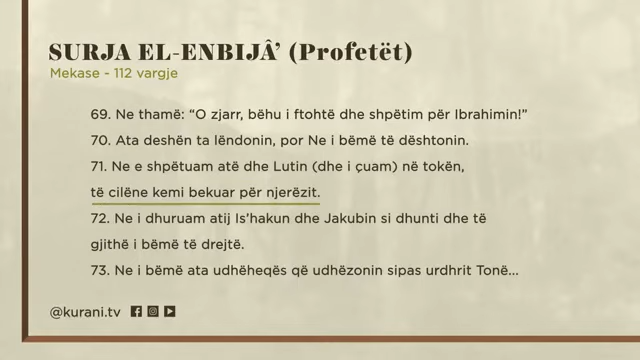 SURJA EL-ENBIJÂ’ (Profetët)
Mekase - 112 vargje
69. Ne thamë: “O zjarr, bëhu i ftohtë dhe shpëtim për Ibrahimin!”
70. Ata deshën ta lëndonin, por Ne i bëmë të dështonin.
71. Ne e shpëtuam atë dhe Lutin (dhe i çuam) në tokën,
të cilëne kemi bekuar për njerëzit.
72. Ne i dhuruam atij Is’hakun dhe Jakubin si dhunti dhe të
gjithë i bëmë të drejtë.
73. Ne i bëmë ata udhëheqës që udhëzonin sipas urdhrit Tonë...
@kurani.tv